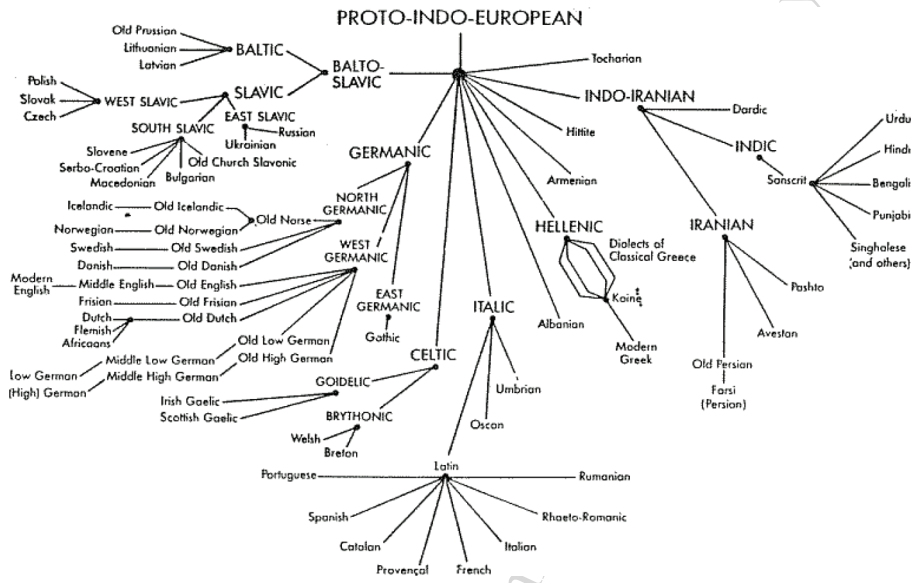 PROTO-INDO-EUROPEAN
Old Prussian
Lithuanian
Latvian
BALTIC
BALTO-
SLAVIC
Tocharian
Polish
Slovak
Czech
WEST SLAVIC
SLAVIC
EAST SLAVIC
Russian
Ukrainian
SOUTH SLAVIC
Slovene
Serbo-Croatian
Macedonian
Bulgarian
Old Church Slavonic
INDO-IRANIAN
Dardic
INDIC
Sanscrit
Urdu
Hindi
Bengali
Punjabi
Singhalese
(and others)
IRANIAN
Pashto
Avestan
Old Persian
Farsi
(Persian)
Hittite
Armenian
HELLENIC
Dialects of
Classical Greece
Koine
Modern
Greek
Albanian
GERMANIC
NORTH
GERMANIC
Icelandic
Old Icelandic
Old Norse
Norwegian
Old Norwegian
Swedish
Old Swedish
Danish
Old Danish
WEST
GERMANIC
Modern
English
Middle English
Old English
Frisian
Old Frisian
Dutch
Flemish
Africaans
Old Dutch
Old Low German
Middle Low German
Low German
Old High German
Middle High German
(High) German
EAST
GERMANIC
Gothic
CELTIC
GOIDELIC
Irish Gaelic
Scottish Gaelic
BRYTHONIC
Welsh
Breton
ITALIC
Umbrian
Oscan
Latin
Portuguese
Rumanian
Spanish
Rhaeto-Romanic
Catalan
Italian
Provençal
French